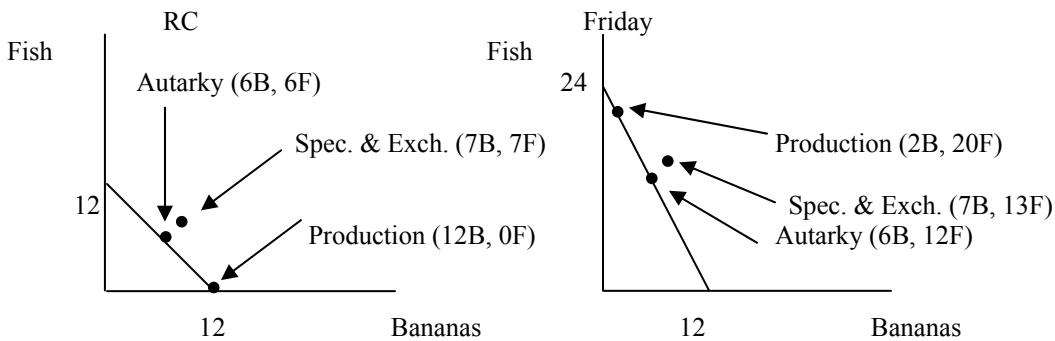 RC
Fish
Autarky (6B, 6F)
Spec. & Exch. (7B, 7F)
12
Production (12B, 0F)
12
Bananas
Friday
Fish
24
Production (2B, 20F)
Spec. & Exch. (7B, 13F)
Autarky (6B, 12F)
12
Bananas